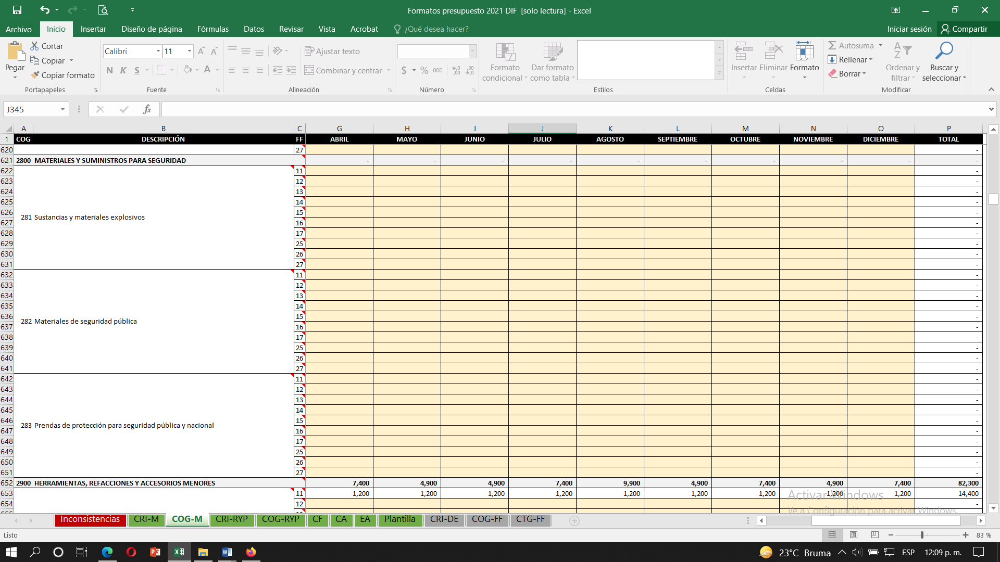 Formatos presupuesto 2021 DIF  [solo lectura] - Excel
Archivo Inicio Insertar Diseño de página Fórmulas Datos Revisar Vista Acrobat ¿Qué desea hacer? Iniciar sesión Compartir
Pegar Cortar Copiar Copiar formato Portapapeles
Calibri 11 N K S A Fuente
Ajustar texto Combinar y centrar Alineación
$ % 000 Número
Formato condicional Dar formato como tabla Estilos
Insertar Eliminar Formato Celdas
Autosuma Rellenar Borrar Ordenar y filtrar Buscar y seleccionar Modificar
J345 fx
A B C G H I J K L M N O P
1 COG DESCRIPCIÓN FF ABRIL MAYO JUNIO JULIO AGOSTO SEPTIEMBRE OCTUBRE NOVIEMBRE DICIEMBRE TOTAL
620 27 -
621 2800 MATERIALES Y SUMINISTROS PARA SEGURIDAD - - - - - - - - - -
622 11 -
623 12 -
624 13 -
625 14 -
626 15 -
281 Sustancias y materiales explosivos
627 16 -
628 17 -
629 25 -
630 26 -
631 27 -
632 11 -
633 12 -
634 13 -
635 14 -
636 15 -
282 Materiales de seguridad pública
637 16 -
638 17 -
639 25 -
640 26 -
641 27 -
642 11 -
643 12 -
644 13 -
645 14 -
646 15 -
283 Prendas de protección para seguridad pública y nacional
647 16 -
648 17 -
649 25 -
650 26 -
651 27 -
652 2900 HERRAMIENTAS, REFACCIONES Y ACCESORIOS MENORES 7,400 4,900 4,900 7,400 9,900 4,900 7,400 4,900 7,400 82,300
653 11 1,200 1,200 1,200 1,200 1,200 1,200 1,200 1,200 1,200 14,400
654 12 -
Activar Windows
Ve a Configuración para activar Windows.
Inconsistencias CRI-M COG-M CRI-RYP COG-RYP CF CA EA Plantilla CRI-DE COG-FF CTG-FF
Listo 83 %
23°C Bruma ESP 12:09 p. m.